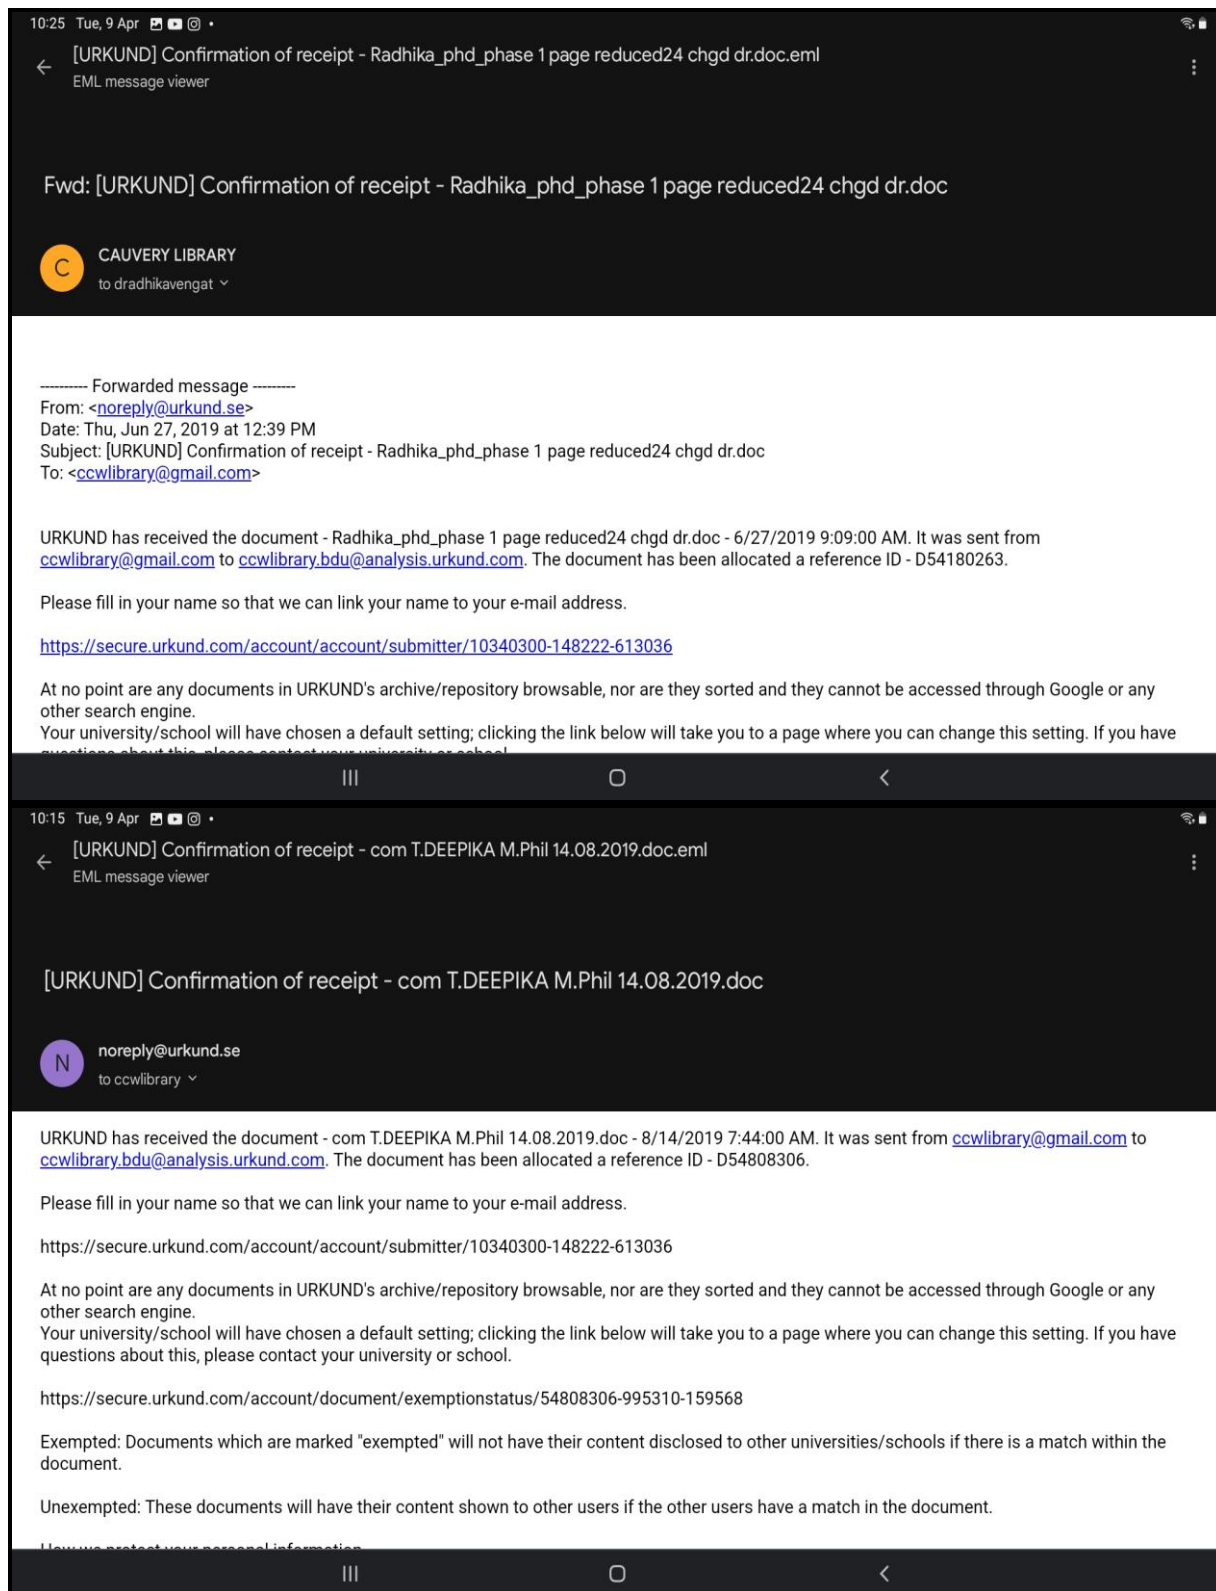 10:25 Tue, 9 Apr
[URKUND] Confirmation of receipt - Radhika_phd_phase 1 page reduced24 chgd dr.doc.eml
EML message viewer
Fwd: [URKUND] Confirmation of receipt - Radhika_phd_phase 1 page reduced24 chgd dr.doc
C
CAUVERY LIBRARY
to dradhikavengat
---------- Forwarded message ---------
From: <noreply@urkund.se>
Date: Thu, Jun 27, 2019 at 12:39 PM
Subject: [URKUND] Confirmation of receipt - Radhika_phd_phase 1 page reduced24 chgd dr.doc
To: <ccwlibrary@gmail.com>
URKUND has received the document - Radhika_phd_phase 1 page reduced24 chgd dr.doc - 6/27/2019 9:09:00 AM. It was sent from
ccwlibrary@gmail.com to ccwlibrary.bdu@analysis.urkund.com. The document has been allocated a reference ID - D54180263.
Please fill in your name so that we can link your name to your e-mail address.
https://secure.urkund.com/account/account/submitter/10340300-148222-613036
At no point are any documents in URKUND's archive/repository browsable, nor are they sorted and they cannot be accessed through Google or any
other search engine.
Your university/school will have chosen a default setting; clicking the link below will take you to a page where you can change this setting. If you have
questions about this, please contact your university or school.
10:15 Tue, 9 Apr
[URKUND] Confirmation of receipt - com T.DEEPIKA M.Phil 14.08.2019.doc.eml
EML message viewer
[URKUND] Confirmation of receipt - com T.DEEPIKA M.Phil 14.08.2019.doc
N
noreply@urkund.se
to ccwlibrary
URKUND has received the document - com T.DEEPIKA M.Phil 14.08.2019.doc - 8/14/2019 7:44:00 AM. It was sent from ccwlibrary@gmail.com to
ccwlibrary.bdu@analysis.urkund.com. The document has been allocated a reference ID - D54808306.
Please fill in your name so that we can link your name to your e-mail address.
https://secure.urkund.com/account/account/submitter/10340300-148222-613036
At no point are any documents in URKUND's archive/repository browsable, nor are they sorted and they cannot be accessed through Google or any
other search engine.
Your university/school will have chosen a default setting; clicking the link below will take you to a page where you can change this setting. If you have
questions about this, please contact your university or school.
https://secure.urkund.com/account/document/exemptionstatus/54808306-995310-159568
Exempted: Documents which are marked "exempted" will not have their content disclosed to other universities/schools if there is a match within the
document.
Unexempted: These documents will have their content shown to other users if the other users have a match in the document.
How we protect your personal information